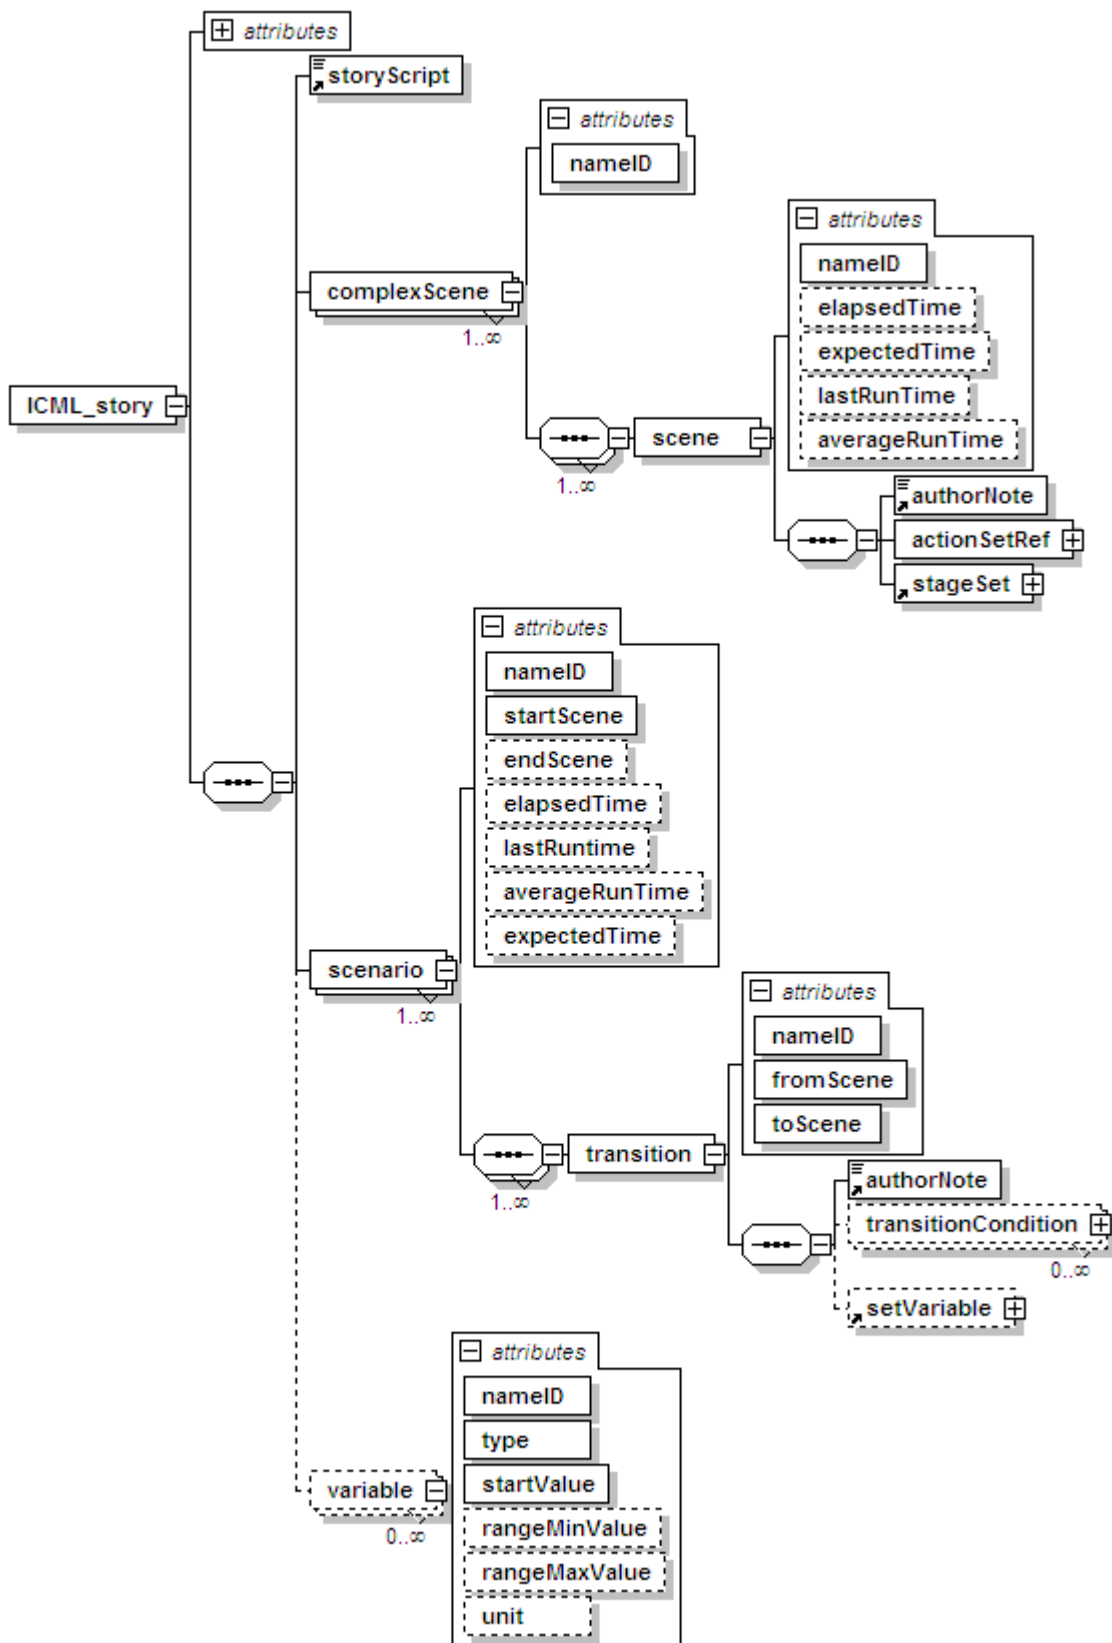 attributes
storyScript
attributes
nameID
attributes
nameID
elapsedTime
complexScene
expectedTime
1..∞
lastRunTime
ICML_story
averageRunTime
scene
1..∞
authorNote
actionSetRef
stageSet
attributes
nameID
startScene
endScene
elapsedTime
lastRuntime
averageRunTime
expectedTime
scenario
1..∞
attributes
nameID
fromScene
toScene
transition
1..∞
authorNote
transitionCondition
0..∞
setVariable
attributes
nameID
type
startValue
variable
rangeMinValue
0..∞
rangeMaxValue
unit